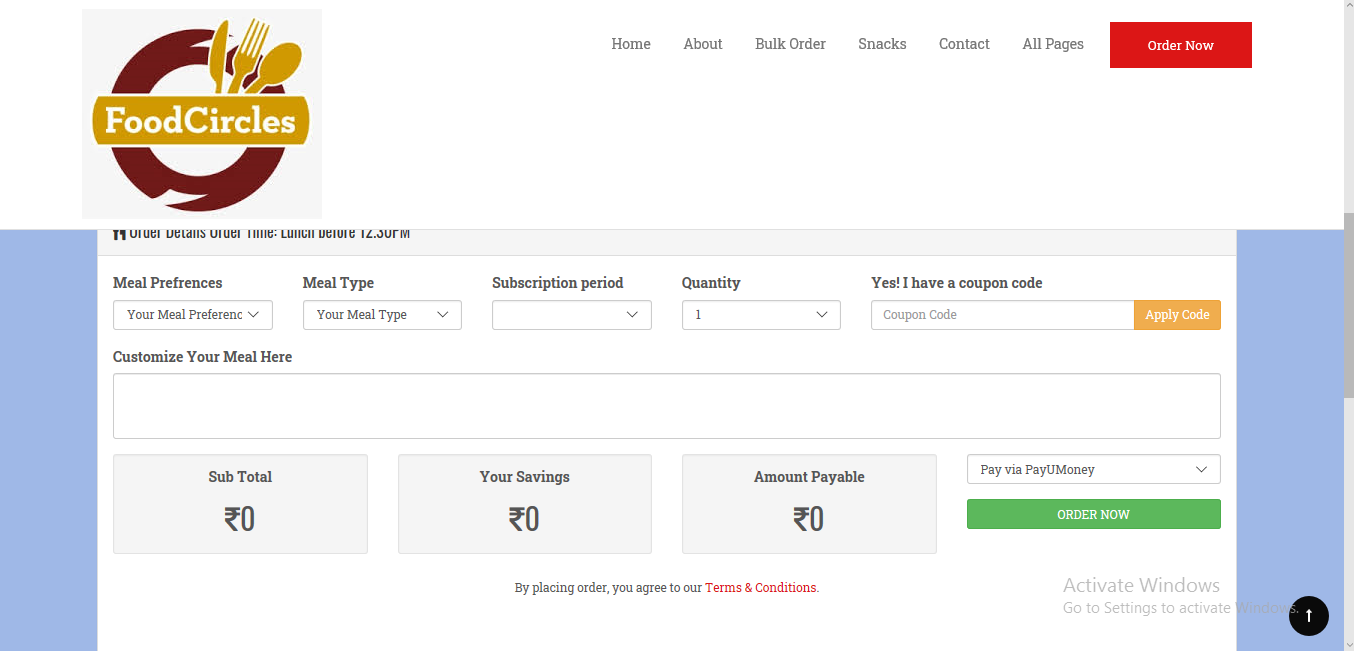 FoodCircles
Home About Bulk Order Snacks Contact All Pages Order Now
Order Details Order Time: Lunch before 12.30PM
Meal Prefrences Meal Type Subscription period Quantity Yes! I have a coupon code
Your Meal Preferenc Your Meal Type 1 Coupon Code Apply Code
Customize Your Meal Here
Sub Total Your Savings Amount Payable Pay via PayUMoney
₹0 ₹0 ₹0 ORDER NOW
By placing order, you agree to our Terms & Conditions.
Activate Windows
Go to Settings to activate Windows.